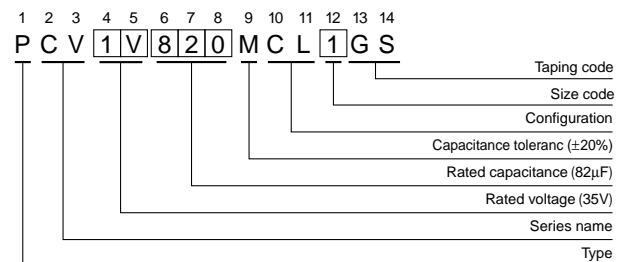 1 2 3 4 5 6 7 8 9 10 11 12 13 14
P C V 1 V 8 2 0 M C L 1 G S
Taping code
Size code
Configuration
Capacitance toleranc (±20%)
Rated capacitance (82μF)
Rated voltage (35V)
Series name
Type